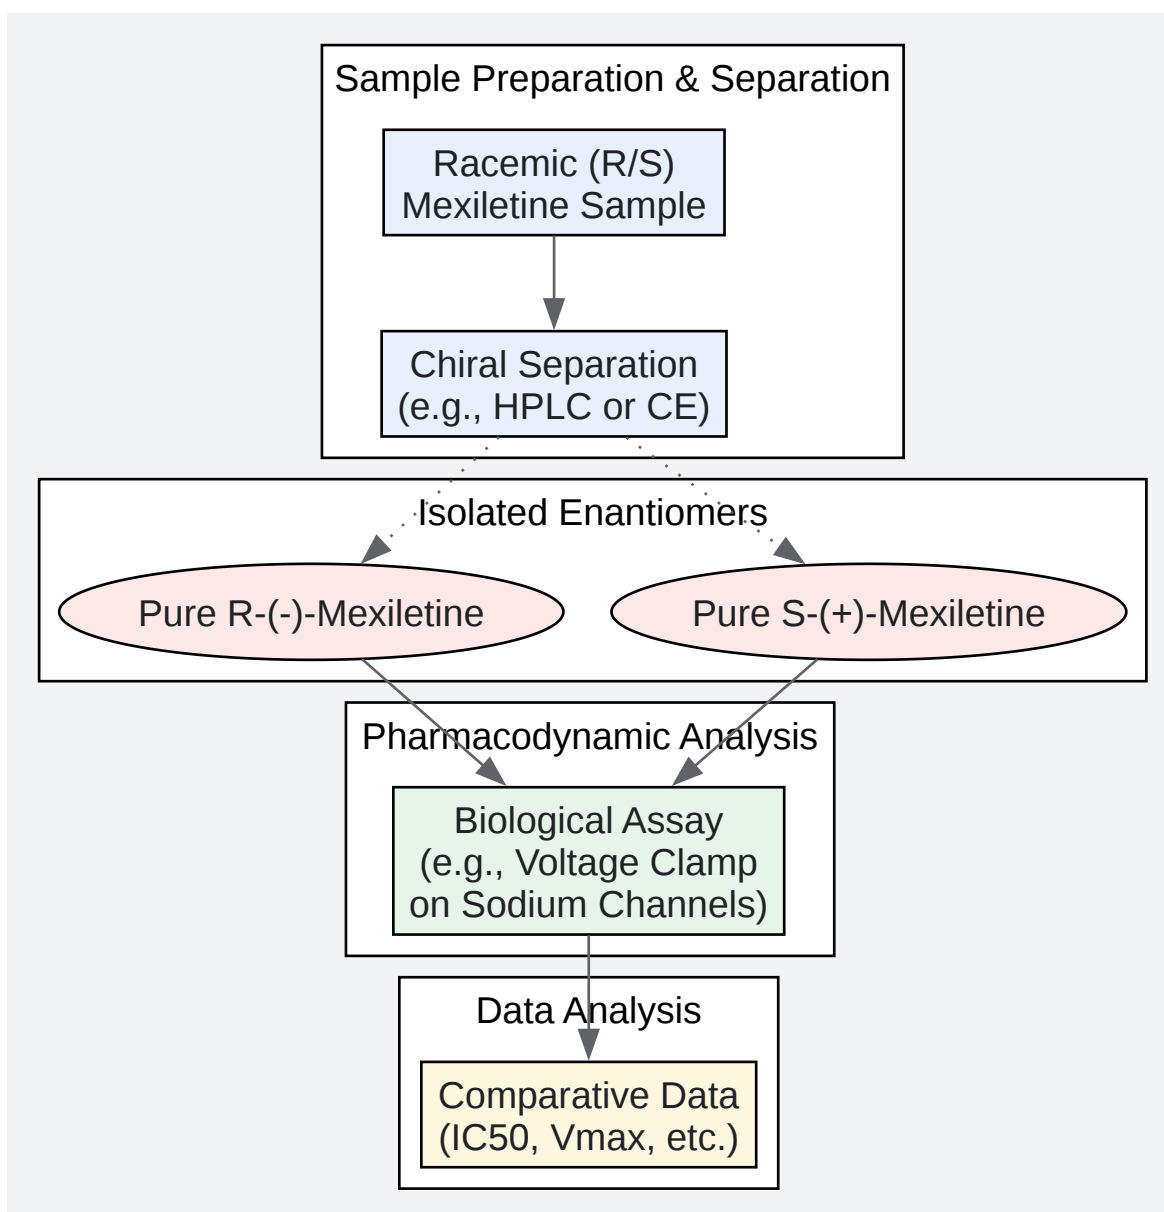 Sample Preparation & Separation
Racemic (R/S)
Mexiletine Sample
Chiral Separation
(e.g., HPLC or CE)
Isolated Enantiomers
Pure R-(-)-Mexiletine
Pure S-(+)-Mexiletine
Pharmacodynamic Analysis
Biological Assay
(e.g., Voltage Clamp
on Sodium Channels)
Data Analysis
Comparative Data
(IC50, Vmax, etc.)